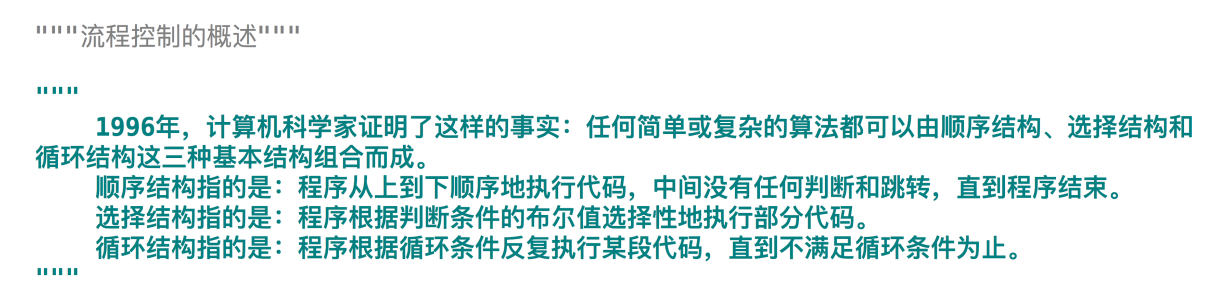 """流程控制的概述"""
"""
1996年，计算机科学家证明了这样的事实：任何简单或复杂的算法都可以由顺序结构、选择结构和
循环结构这三种基本结构组合而成。
顺序结构指的是：程序从上到下顺序地执行代码，中间没有任何判断和跳转，直到程序结束。
选择结构指的是：程序根据判断条件的布尔值选择性地执行部分代码。
循环结构指的是：程序根据循环条件反复执行某段代码，直到不满足循环条件为止。
"""